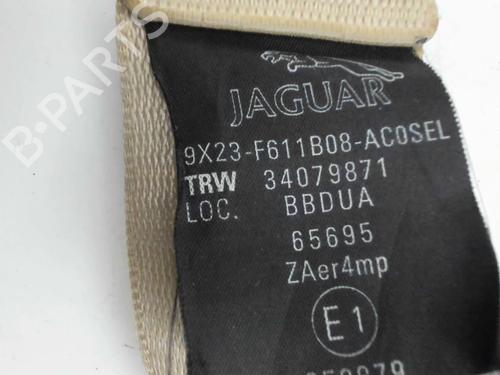 JAGUAR
9X23-F611B08-AC0SEL
TRW 34079871
LOC. BBDUA
65695
ZAer4mp
E1
B-PARTS